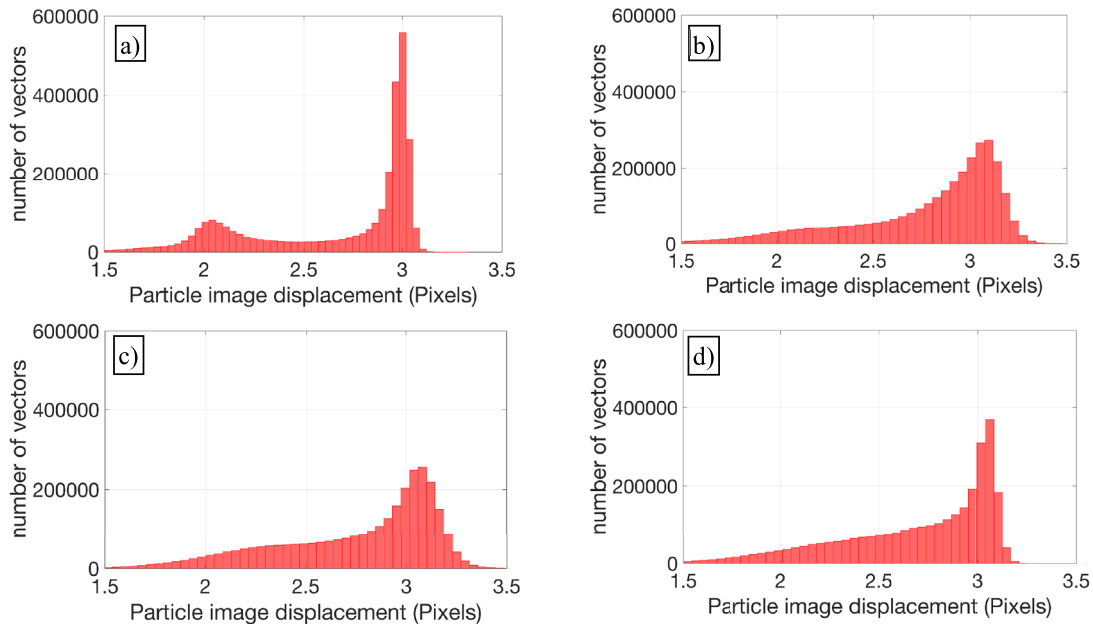 a)
600000
400000
200000
0
1.5 2 2.5 3 3.5
number of vectors
Particle image displacement (Pixels)
b)
600000
400000
200000
0
1.5 2 2.5 3 3.5
number of vectors
Particle image displacement (Pixels)
c)
600000
400000
200000
0
1.5 2 2.5 3 3.5
number of vectors
Particle image displacement (Pixels)
d)
600000
400000
200000
0
1.5 2 2.5 3 3.5
number of vectors
Particle image displacement (Pixels)